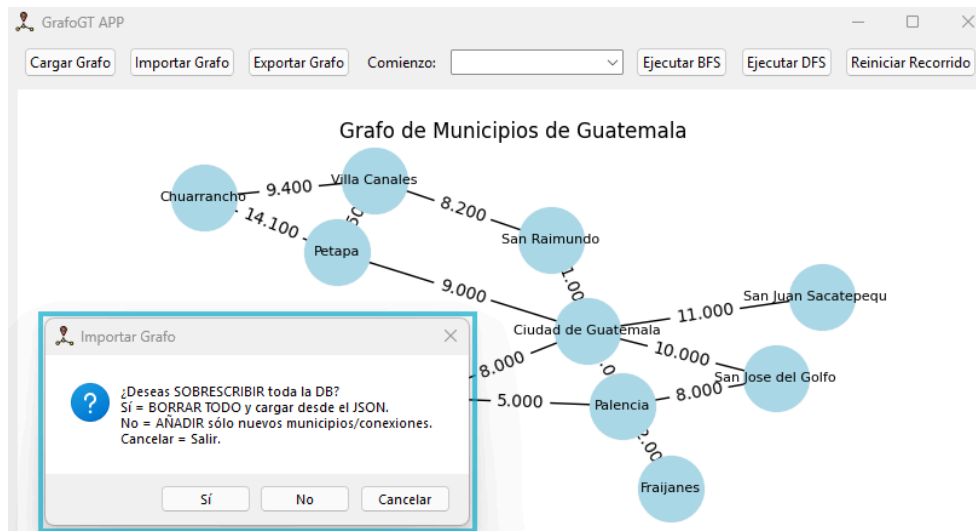 GrafoGT APP
Cargar Grafo Importar Grafo Exportar Grafo Comienzo: Ejecutar BFS Ejecutar DFS Reiniciar Recorrido
Grafo de Municipios de Guatemala
Villa Canales
Chuarrancho
9.400
14.100
8.200
Petapa
San Raimundo
9.000
San Juan Sacatepequ
11.000
Ciudad de Guatemala
10.000
8.000
San Jose del Golfo
8.000
5.000
Palencia
Fraijanes
Importar Grafo
¿Deseas SOBRESCRIBIR toda la DB?
Sí = BORRAR TODO y cargar desde el JSON.
No = AÑADIR sólo nuevos municipios/conexiones.
Cancelar = Salir.
Sí No Cancelar